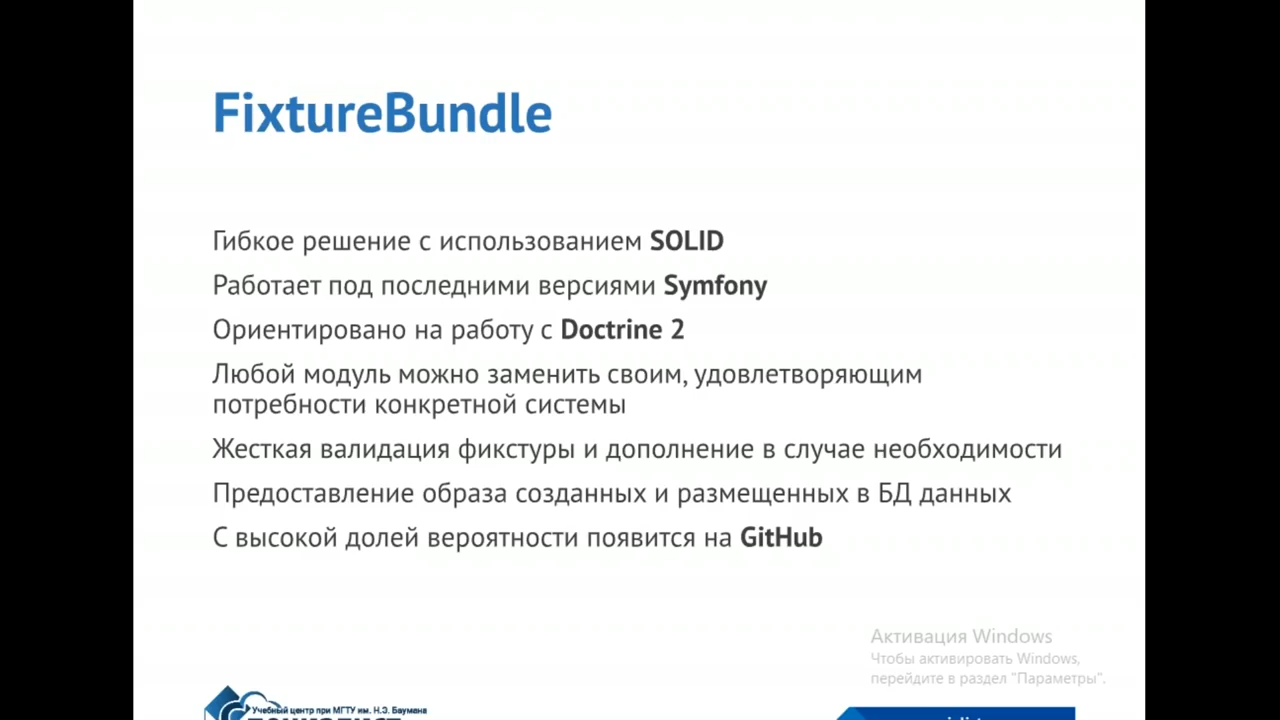 FixtureBundle
Гибкое решение с использованием SOLID
Работает под последними версиями Symfony
Ориентировано на работу с Doctrine 2
Любой модуль можно заменить своим, удовлетворяющим
потребности конкретной системы
Жесткая валидация фикстуры и дополнение в случае необходимости
Предоставление образа созданных и размещенных в БД данных
С высокой долей вероятности появится на GitHub
Активация Windows
Чтобы активировать Windows,
перейдите в раздел "Параметры".
Учебный центр при МГТУ им. Н.Э. Баумана